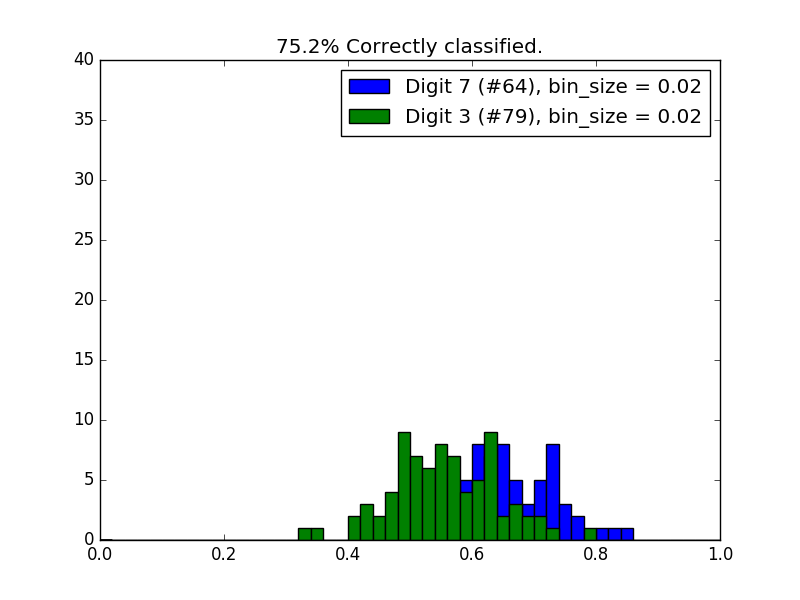 75.2% Correctly classified.
40
Digit 7 (#64), bin_size = 0.02
Digit 3 (#79), bin_size = 0.02
35
30
25
20
15
10
5
0
0.0 0.2 0.4 0.6 0.8 1.0